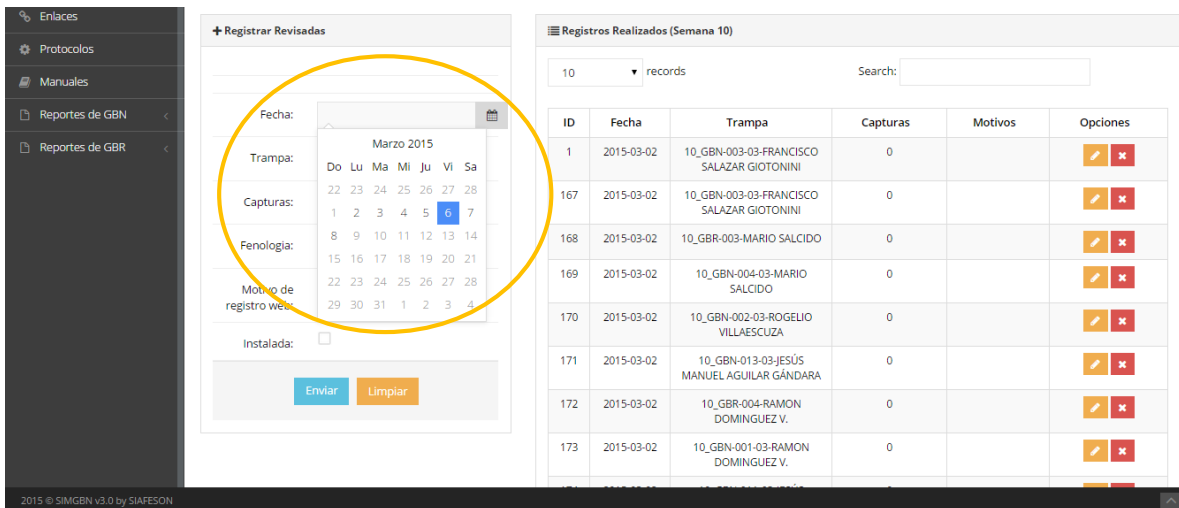 Enlaces
Protocolos
Manuales
Reportes de GBN
Reportes de GBR
Registrar Revisadas
Fecha:
Marzo 2015
Do Lu Ma Mi Ju Vi Sa
22 23 24 25 26 27 28
1 2 3 4 5 6 7
8 9 10 11 12 13 14
15 16 17 18 19 20 21
22 23 24 25 26 27 28
29 30 31 1 2 3 4
Trampa:
Capturas:
Fenologia:
Motivo de
registro web:
Instalada:
Enviar Limpiar
Registros Realizados (Semana 10)
10 records Search:
ID Fecha Trampa Capturas Motivos Opciones
1 2015-03-02 10_GBN-003-03-FRANCISCO 0
SALAZAR GIOTONINI
167 2015-03-02 10_GBN-003-03-FRANCISCO 0
SALAZAR GIOTONINI
168 2015-03-02 10_GBR-003-MARIO SALCIDO 0
169 2015-03-02 10_GBN-004-03-MARIO 0
SALCIDO
170 2015-03-02 10_GBN-002-03-ROGELIO 0
VILLAESCUZA
171 2015-03-02 10_GBN-013-03-JESÚS 0
MANUEL AGUILAR GÁNDARA
172 2015-03-02 10_GBR-004-RAMON 0
DOMINGUEZ V.
173 2015-03-02 10_GBN-001-03-RAMON 0
DOMINGUEZ V.
2015 © SIMGBN v3.0 by SIAFESON